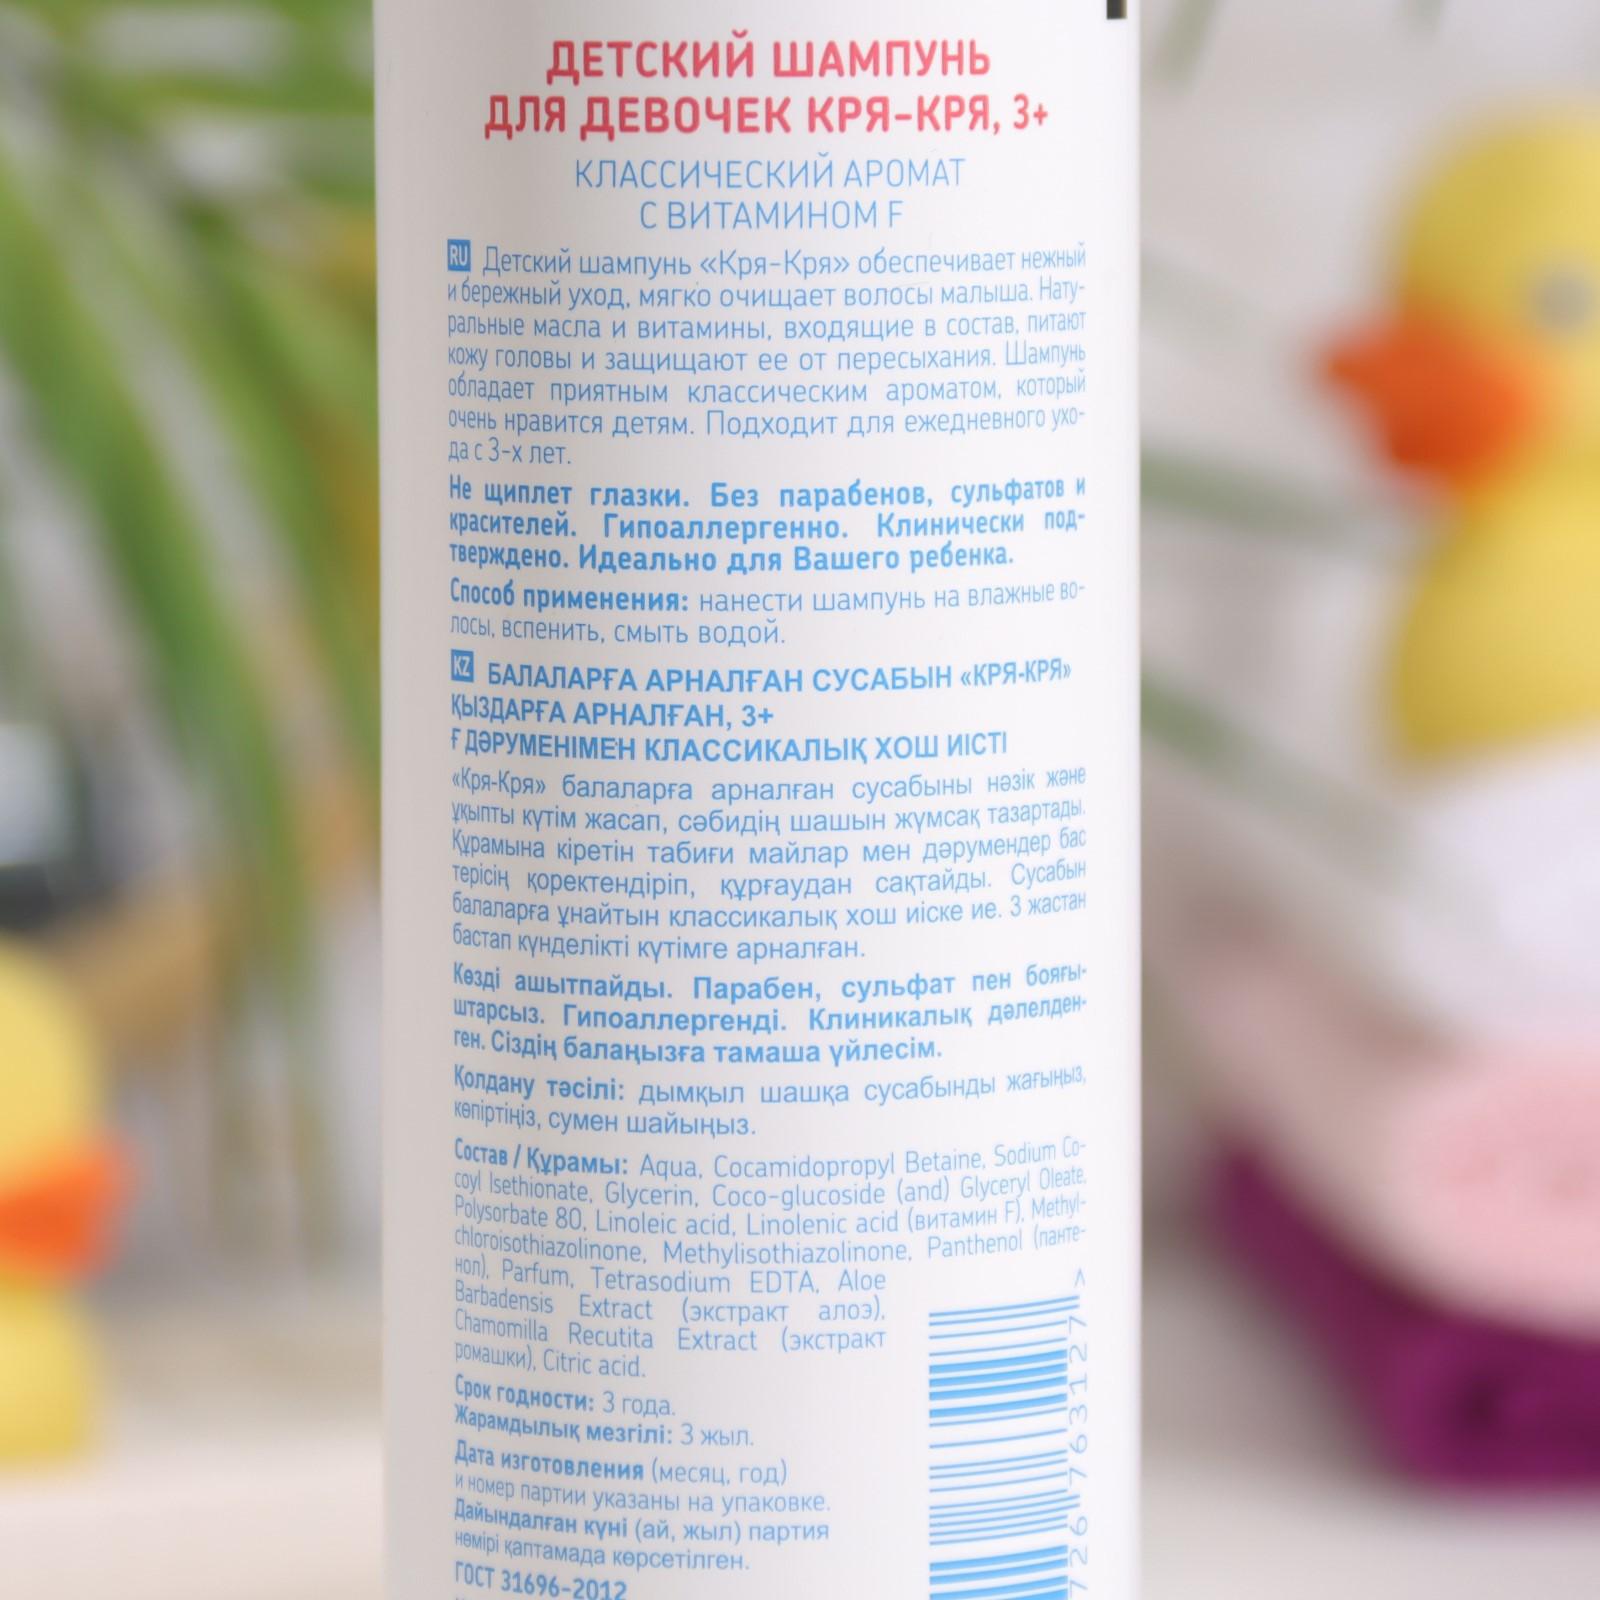 ДЕТСКИЙ ШАМПУНЬ
ДЛЯ ДЕВОЧЕК КРЯ-КРЯ, 3+
КЛАССИЧЕСКИЙ АРОМАТ
С ВИТАМИНОМ F
RU Детский шампунь «Кря-Кря» обеспечивает нежный
и бережный уход, мягко очищает волосы малыша. Нату-
ральные масла и витамины, входящие в состав, питают
кожу головы и защищают ее от пересыхания. Шампунь
обладает приятным классическим ароматом, который
очень нравится детям. Подходит для ежедневного ухо-
да с 3-х лет.
Не щиплет глазки. Без парабенов, сульфатов и
красителей. Гипоаллергенно. Клинически под-
тверждено. Идеально для Вашего ребенка.
Способ применения: нанести шампунь на влажные во-
лосы, вспенить, смыть водой.
KZ БАЛАЛАРҒА АРНАЛҒАН СУСАБЫН «КРЯ-КРЯ»
ҚЫЗДАРҒА АРНАЛҒАН, 3+
Ғ ДӘРУМЕНІМЕН КЛАССИКАЛЫҚ ХОШ ИІСТІ
«Кря-Кря» балаларға арналған сусабыны нәзік және
ұқыпты күтім жасап, сәбидің шашын жұмсақ тазартады.
Құрамына кіретін табиғи майлар мен дәрумендер бас
терісің қоректендіріп, құрғаудан сақтайды. Сусабын
балаларға ұнайтын классикалық хош иіске ие. 3 жастан
бастап күнделікті күтімге арналған.
Көзді ашытпайды. Парабен, сульфат пен бояғы-
штарсыз. Гипоаллергенді. Клиникалық дәлелден-
ген. Сіздің балаңызға тамаша үйлесім.
Қолдану тәсілі: дымқыл шашқа сусабынды жағыңыз,
көпіртіңіз, сумен шайыңыз.
Состав / Құрамы: Aqua, Cocamidopropyl Betaine, Sodium Co-
coyl Isethionate, Glycerin, Coco-glucoside (and) Glyceryl Oleate,
Polysorbate 80, Linoleic acid, Linolenic acid (витамин F), Methyl-
chloroisothiazolinone, Methylisothiazolinone, Panthenol (панте-
нол), Parfum, Tetrasodium EDTA, Aloe
Barbadensis Extract (экстракт алоэ),
Chamomilla Recutita Extract (экстракт
ромашки), Citric acid.
Срок годности: 3 года.
Жарамдылық мезгілі: 3 жыл.
Дата изготовления (месяц, год)
и номер партии указаны на упаковке.
Дайындалған күні (ай, жыл) партия
нөмірі қаптамада көрсетілген.
ГОСТ 31696-2012
726 76312 7 >